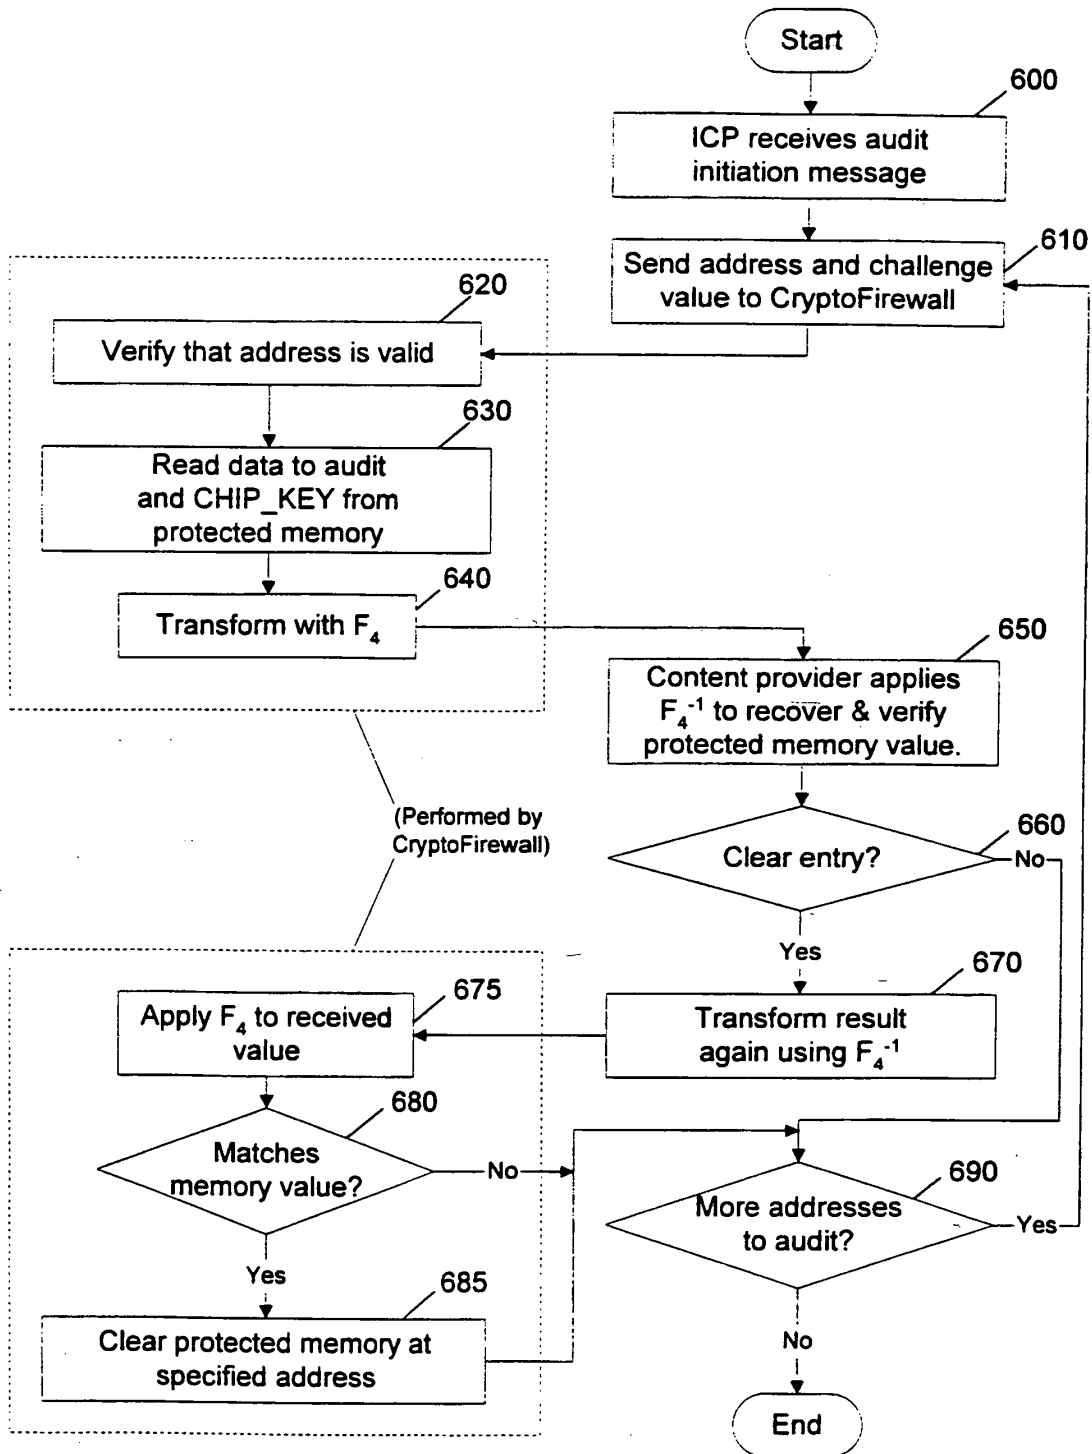 Start
600
ICP receives audit
initiation message
610
Send address and challenge
value to CryptoFirewall
620
Verify that address is valid
630
Read data to audit
and CHIP_KEY from
protected memory
640
Transform with F₄
650
Content provider applies
F₄⁻¹ to recover & verify
protected memory value.
(Performed by
CryptoFirewall)
660
Clear entry?
No
Yes
670
Transform result
again using F₄⁻¹
675
Apply F₄ to received
value
680
Matches
memory value?
No
Yes
685
Clear protected memory at
specified address
690
More addresses
to audit?
Yes
No
End